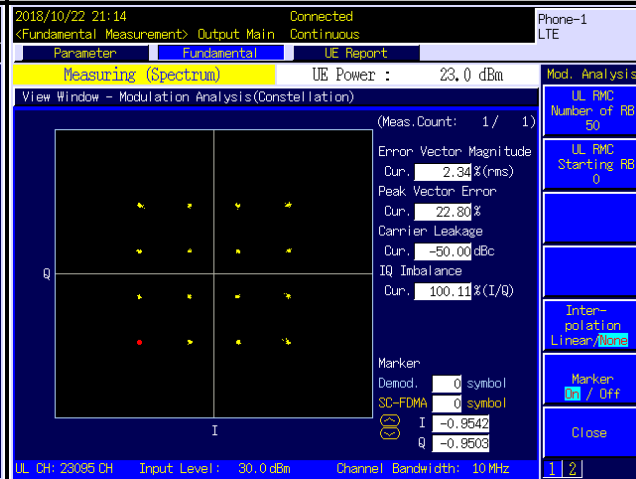 2018/10/22 21:14 Connected Phone-1
<Fundamental Measurement> Output Main Continuous LTE
Parameter Fundamental UE Report
Measuring (Spectrum) UE Power : 23.0 dBm Mod. Analysis
View Window - Modulation Analysis(Constellation)
UL RMC
Number of RB
50
(Meas.Count: 1/ 1)
Error Vector Magnitude
Cur. 2.34 %(rms)
Peak Vector Error
Cur. 22.80 %
Carrier Leakage
Cur. -50.00 dBc
IQ Imbalance
Cur. 100.11 %(I/Q)
UL RMC
Starting RB
0
Q
I
Inter-
polation
Linear/None
Marker
Demod. 0 symbol
SC-FDMA 0 symbol
I -0.9542
Q -0.9503
Marker
On / Off
Close
UL CH: 23095 CH Input Level: 30.0 dBm Channel Bandwidth: 10 MHz 1 2